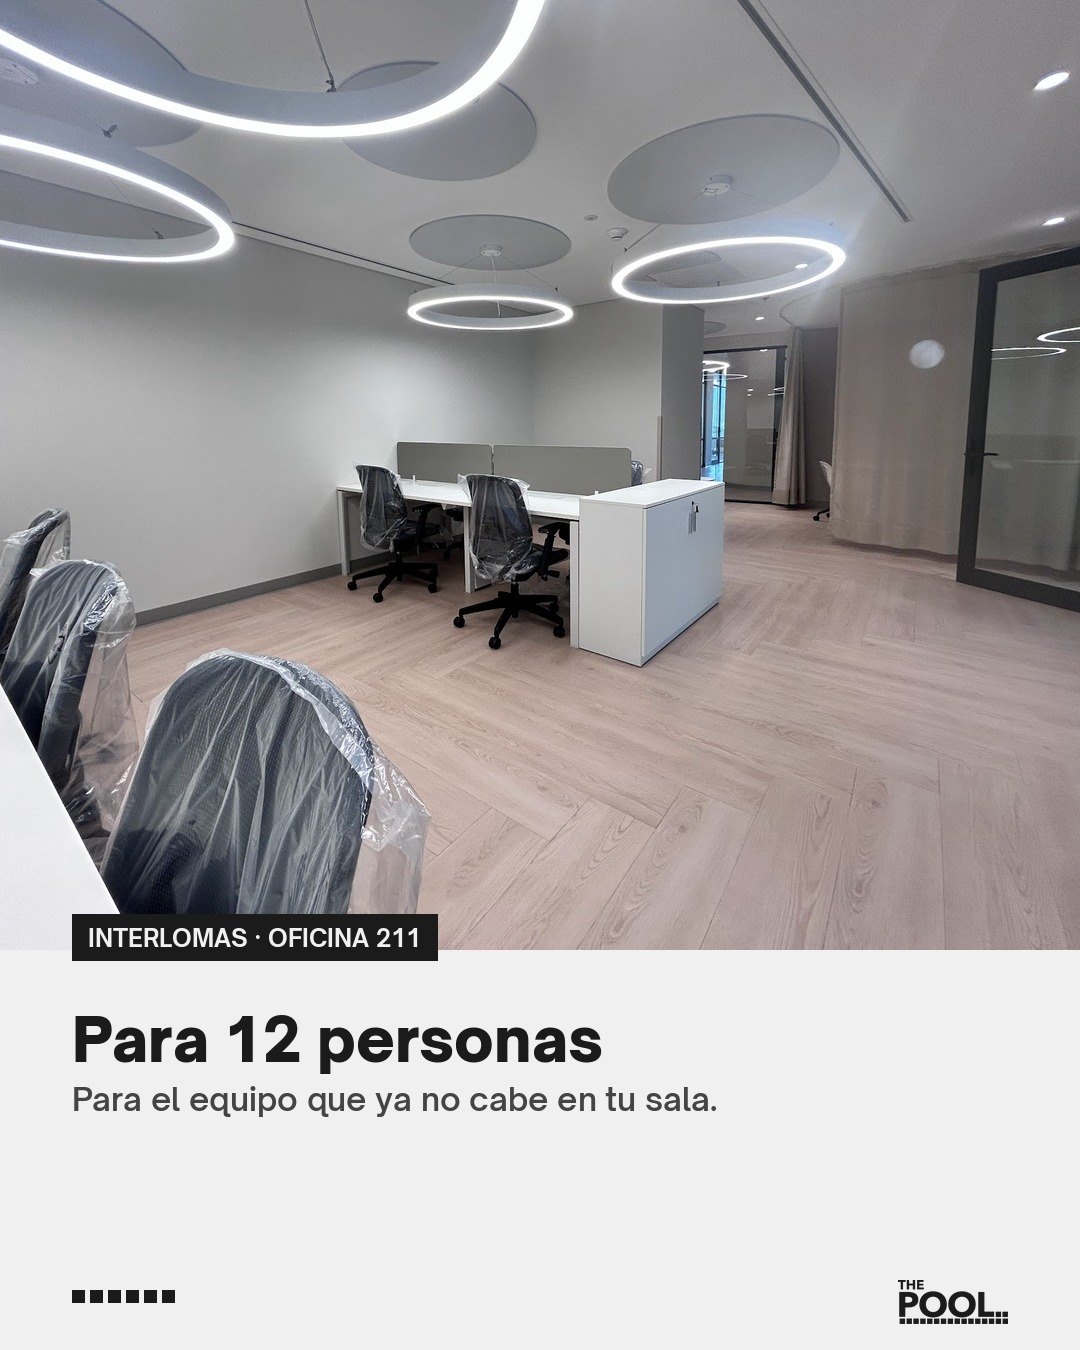 INTERLOMAS · OFICINA 211
Para 12 personas
Para el equipo que ya no cabe en tu sala.
THE
POOL